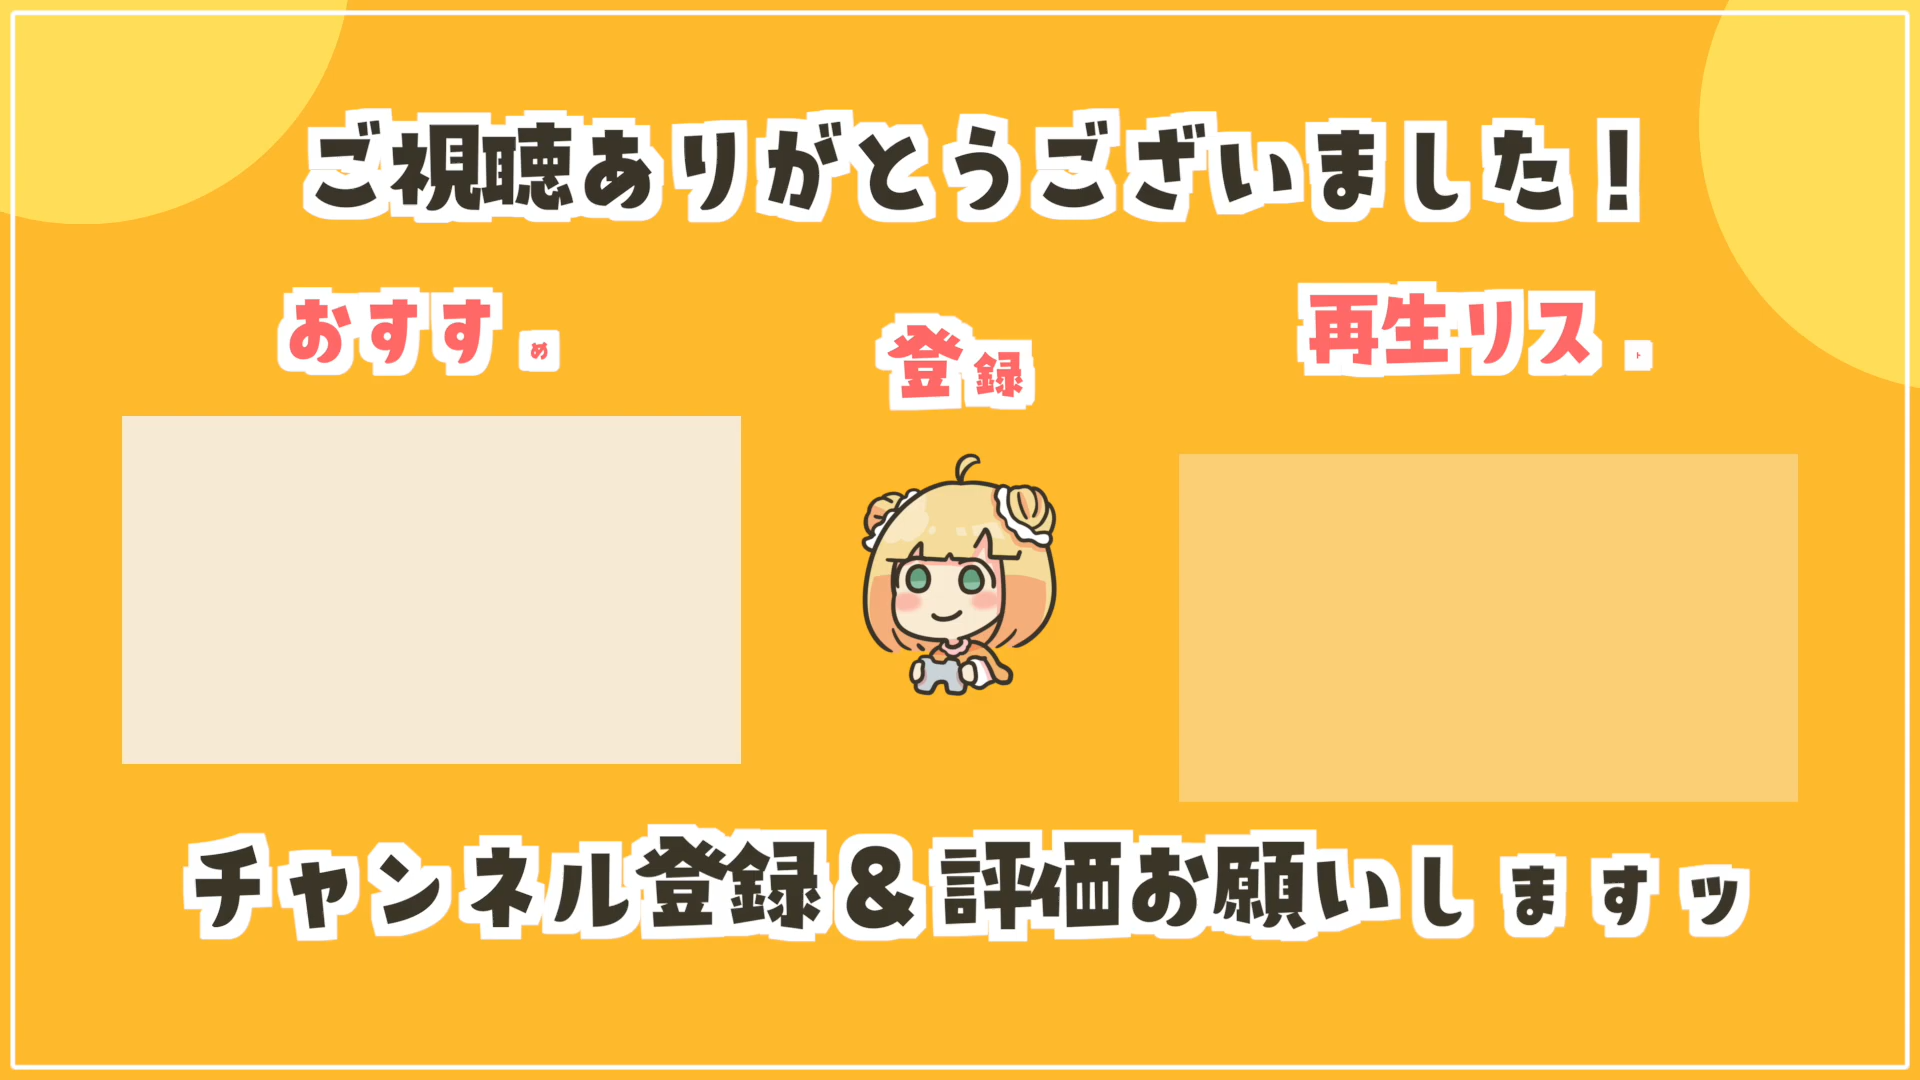 ご視聴ありがとうございました！
おすすめ
登録
再生リスト
チャンネル登録＆評価お願いしますッ